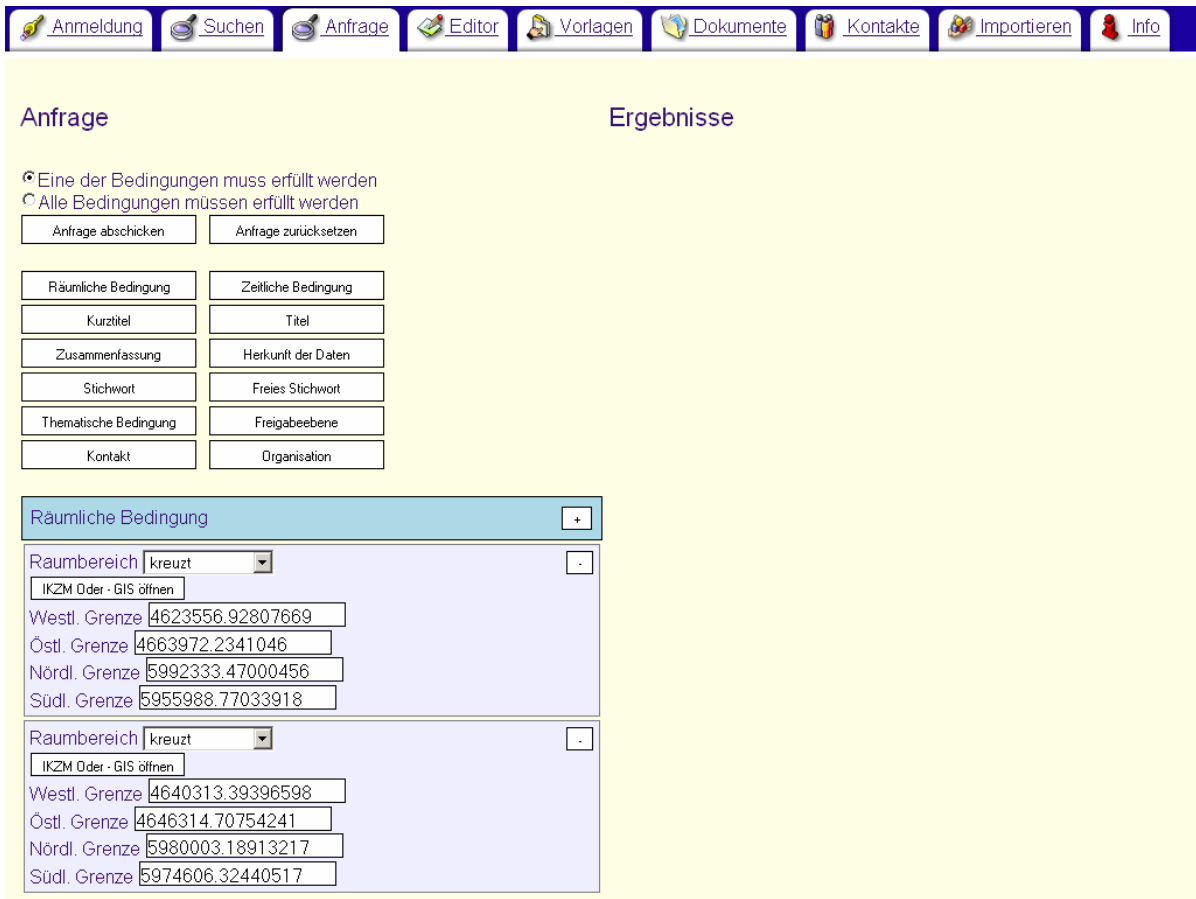 Anmeldung Suchen Anfrage Editor Vorlagen Dokumente Kontakte Importieren Info
Anfrage Ergebnisse
Eine der Bedingungen muss erfüllt werden
Alle Bedingungen müssen erfüllt werden
Anfrage abschicken Anfrage zurücksetzen
Räumliche Bedingung Zeitliche Bedingung
Kurztitel Titel
Zusammenfassung Herkunft der Daten
Stichwort Freies Stichwort
Thematische Bedingung Freigabeebene
Kontakt Organisation
Räumliche Bedingung +
Raumbereich kreuzt -
IKZM Oder - GIS öffnen
Westl. Grenze 4623556.92807669
Östl. Grenze 4663972.2341046
Nördl. Grenze 5992333.47000456
Südl. Grenze 5955988.77033918
Raumbereich kreuzt -
IKZM Oder - GIS öffnen
Westl. Grenze 4640313.39396598
Östl. Grenze 4646314.70754241
Nördl. Grenze 5980003.18913217
Südl. Grenze 5974606.32440517